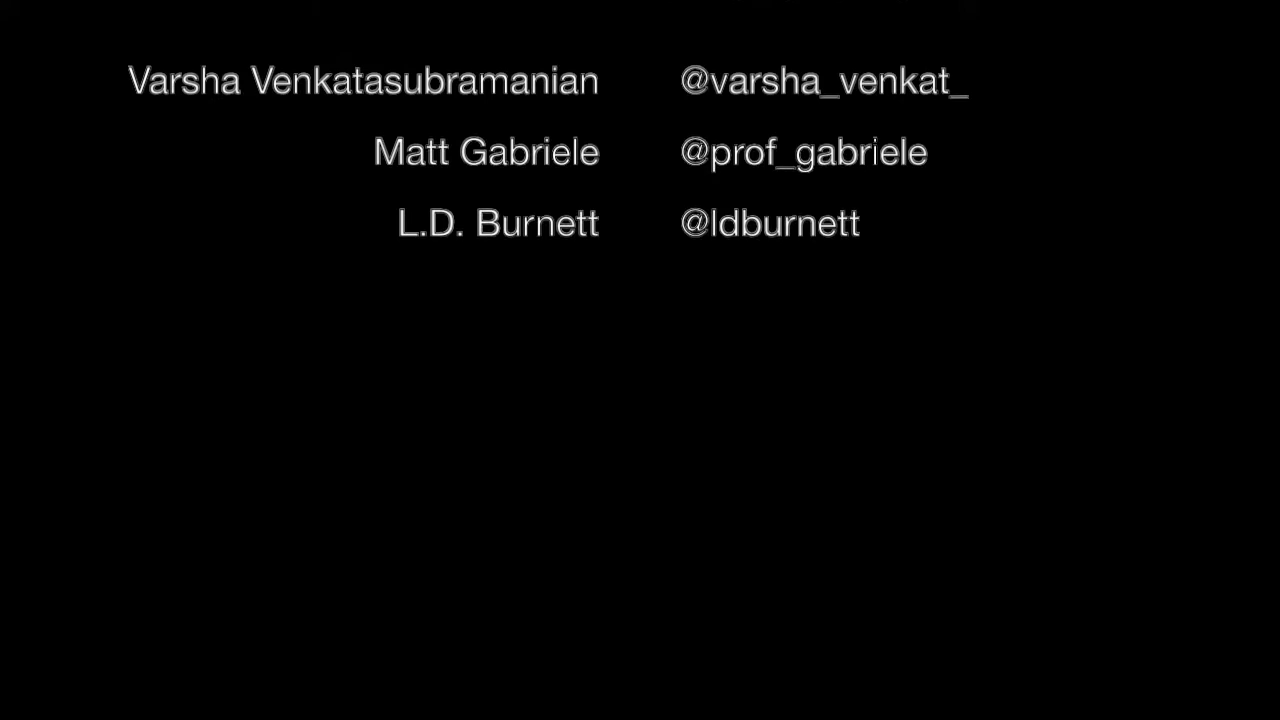 Varsha Venkatasubramanian @varsha_venkat_
Matt Gabriele @prof_gabriele
L.D. Burnett @ldburnett